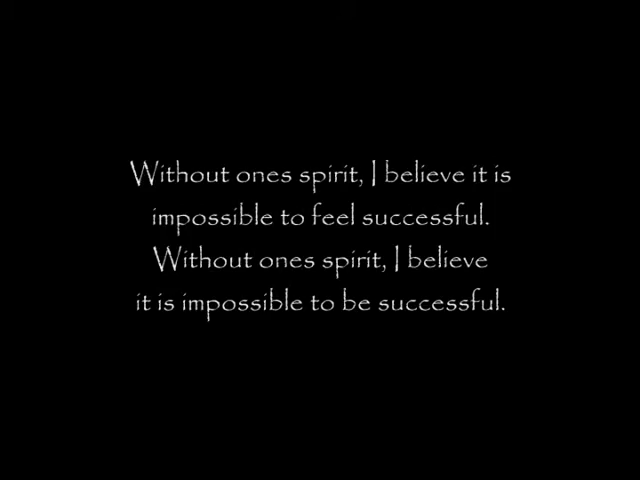 Without ones spirit, I believe it is
impossible to feel successful.
Without ones spirit, I believe
it is impossible to be successful.